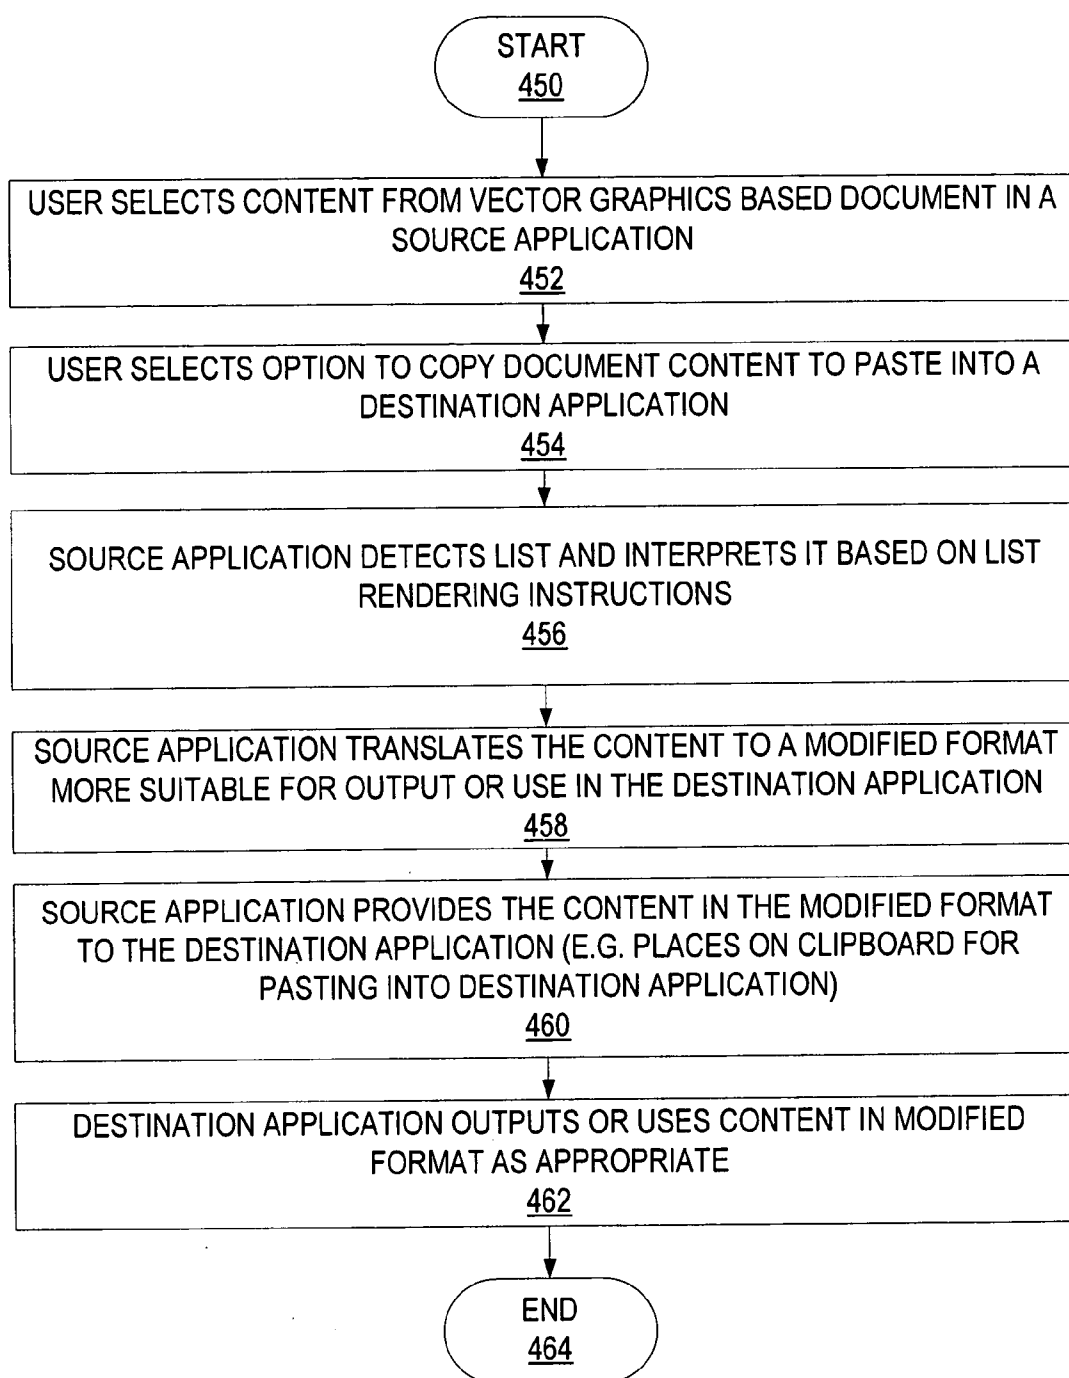 START
450
USER SELECTS CONTENT FROM VECTOR GRAPHICS BASED DOCUMENT IN A
SOURCE APPLICATION
452
USER SELECTS OPTION TO COPY DOCUMENT CONTENT TO PASTE INTO A
DESTINATION APPLICATION
454
SOURCE APPLICATION DETECTS LIST AND INTERPRETS IT BASED ON LIST
RENDERING INSTRUCTIONS
456
SOURCE APPLICATION TRANSLATES THE CONTENT TO A MODIFIED FORMAT
MORE SUITABLE FOR OUTPUT OR USE IN THE DESTINATION APPLICATION
458
SOURCE APPLICATION PROVIDES THE CONTENT IN THE MODIFIED FORMAT
TO THE DESTINATION APPLICATION (E.G. PLACES ON CLIPBOARD FOR
PASTING INTO DESTINATION APPLICATION)
460
DESTINATION APPLICATION OUTPUTS OR USES CONTENT IN MODIFIED
FORMAT AS APPROPRIATE
462
END
464